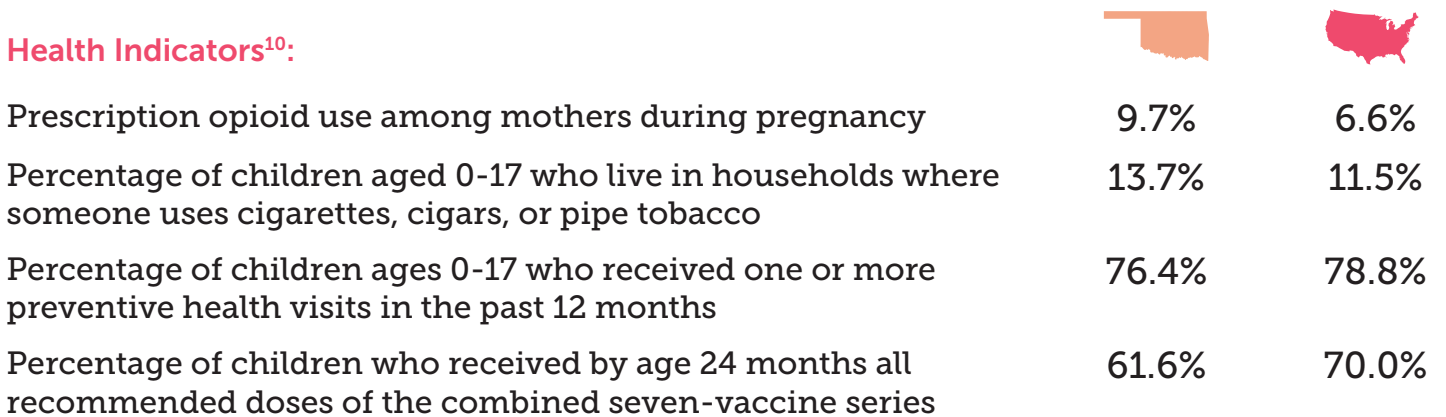 Health Indicators10:
Prescription opioid use among mothers during pregnancy 9.7% 6.6%
Percentage of children aged 0-17 who live in households where 13.7% 11.5%
someone uses cigarettes, cigars, or pipe tobacco
Percentage of children ages 0-17 who received one or more 76.4% 78.8%
preventive health visits in the past 12 months
Percentage of children who received by age 24 months all 61.6% 70.0%
recommended doses of the combined seven-vaccine series